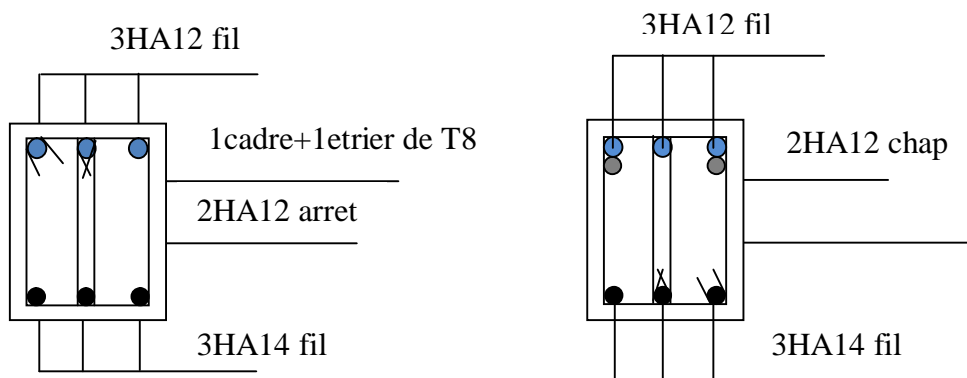 3HA12 fil
1cadre+1etrier de T8
2HA12 arret
3HA14 fil
3HA12 fil
2HA12 chap
3HA14 fil